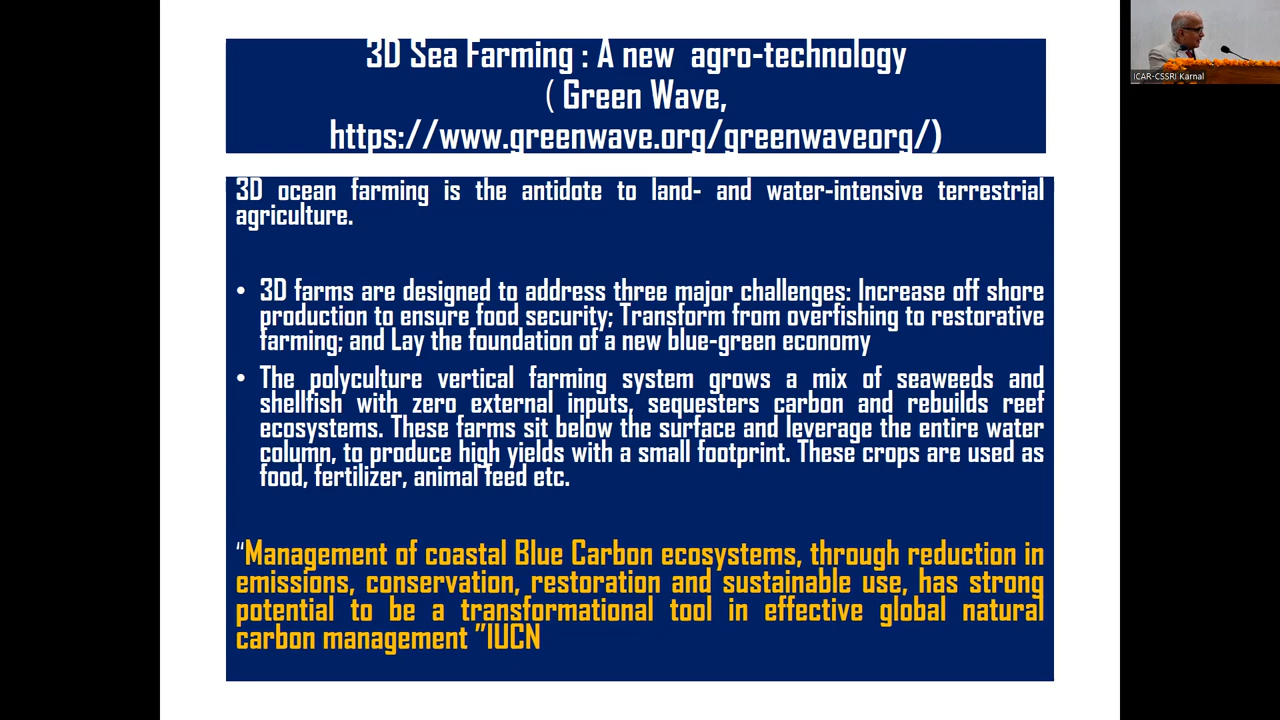 3D Sea Farming : A new agro-technology
( Green Wave,
https://www.greenwave.org/greenwaveorg/)
ICAR-CSSRI Karnal
3D ocean farming is the antidote to land- and water-intensive terrestrial
agriculture.
• 3D farms are designed to address three major challenges: Increase off shore
production to ensure food security; Transform from overfishing to restorative
farming; and Lay the foundation of a new blue-green economy
• The polyculture vertical farming system grows a mix of seaweeds and
shellfish with zero external inputs, sequesters carbon and rebuilds reef
ecosystems. These farms sit below the surface and leverage the entire water
column, to produce high yields with a small footprint. These crops are used as
food, fertilizer, animal feed etc.
“Management of coastal Blue Carbon ecosystems, through reduction in
emissions, conservation, restoration and sustainable use, has strong
potential to be a transformational tool in effective global natural
carbon management ”IUCN